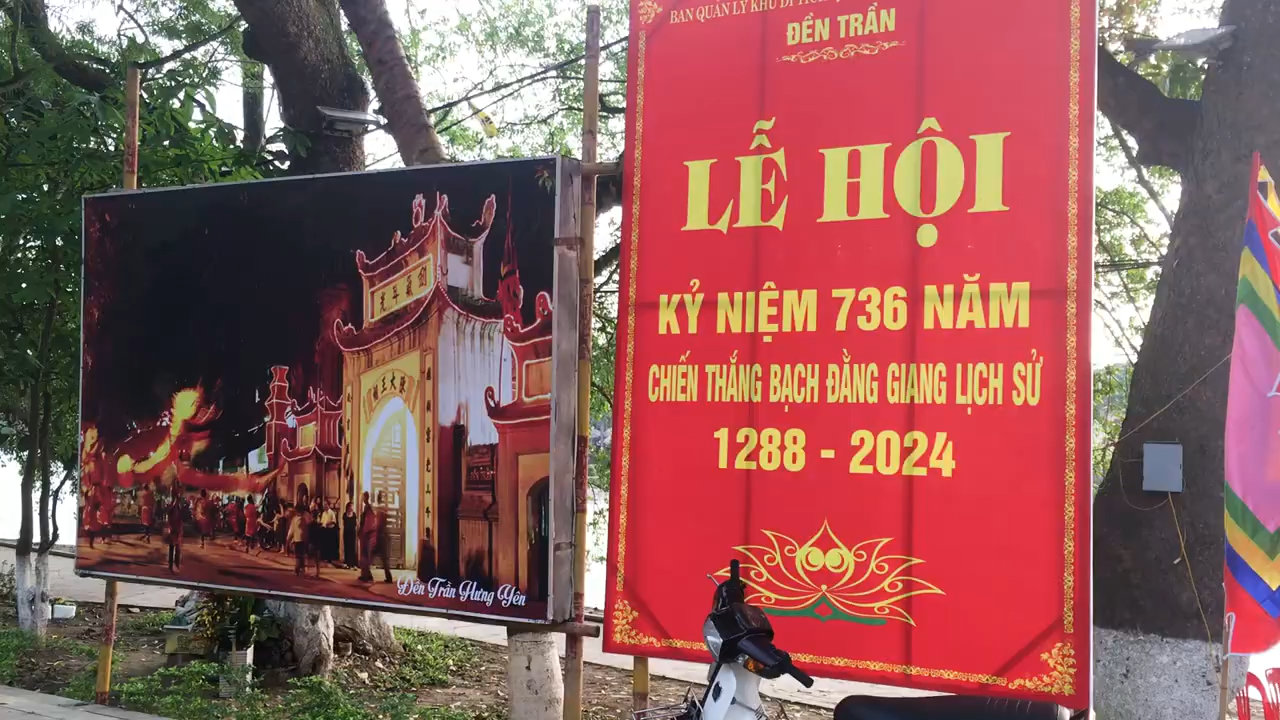 BAN QUẢN LÝ KHU DI
ĐỀN TRẦN
LỄ HỘI
KỶ NIỆM 736 NĂM
CHIẾN THẮNG BẠCH ĐẰNG GIANG LỊCH SỬ
1288 - 2024
Đền Trần Hưng Yên